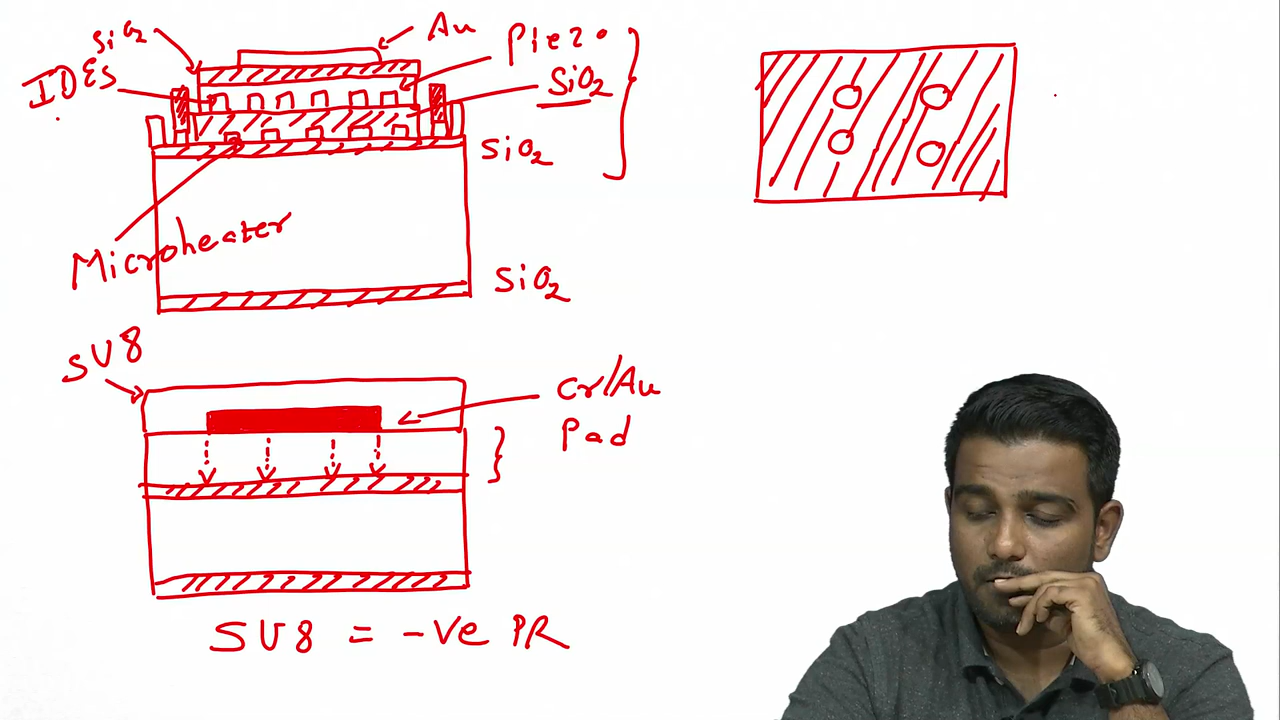 SiO2
Au
Piezo
IDES
SiO2
SiO2
Microheater
SiO2
SU8
Cr/Au
Pad
SU8 = -ve PR